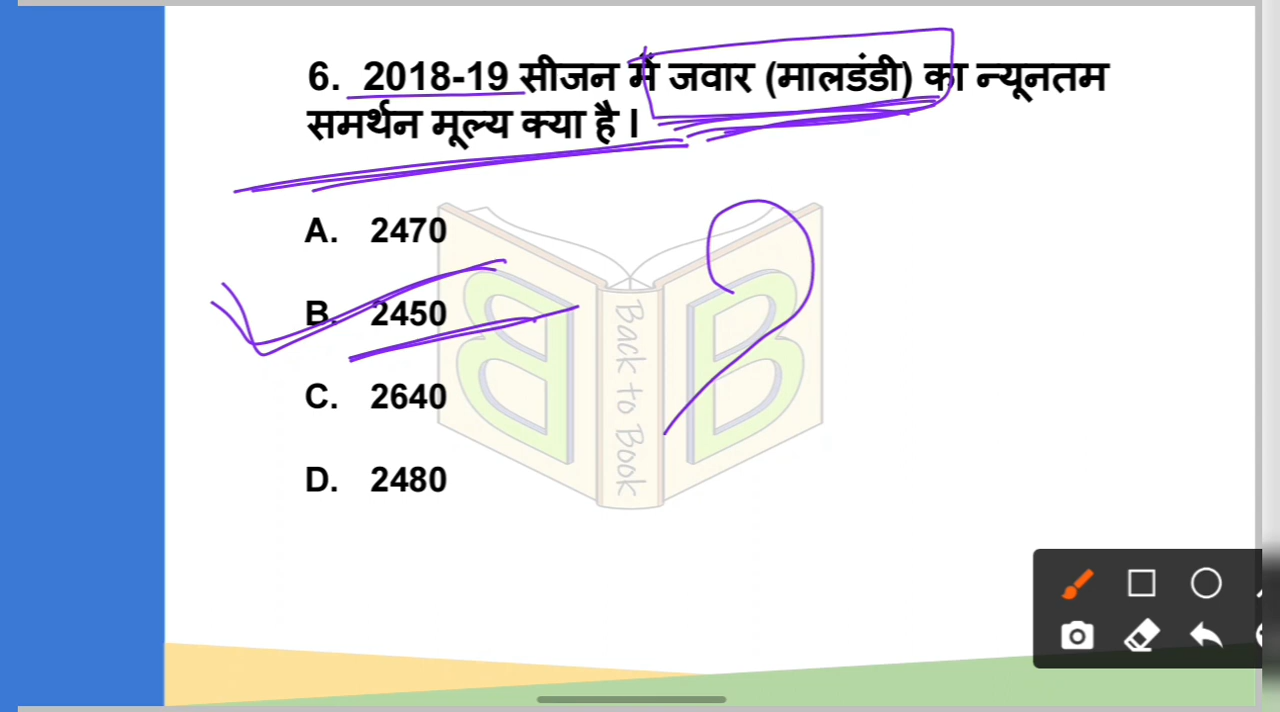 6. 2018-19 सीजन में जवार (मालडंडी) का न्यूनतम
समर्थन मूल्य क्या है ।
A. 2470
B. 2450
C. 2640
D. 2480
Back to Book
B
B